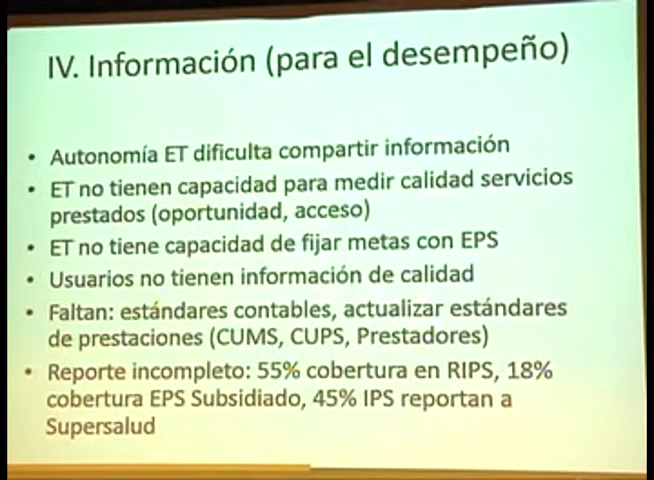 IV. Información (para el desempeño)
• Autonomía ET dificulta compartir información
• ET no tienen capacidad para medir calidad servicios
prestados (oportunidad, acceso)
• ET no tiene capacidad de fijar metas con EPS
• Usuarios no tienen información de calidad
• Faltan: estándares contables, actualizar estándares
de prestaciones (CUMS, CUPS, Prestadores)
• Reporte incompleto: 55% cobertura en RIPS, 18%
cobertura EPS Subsidiado, 45% IPS reportan a
Supersalud